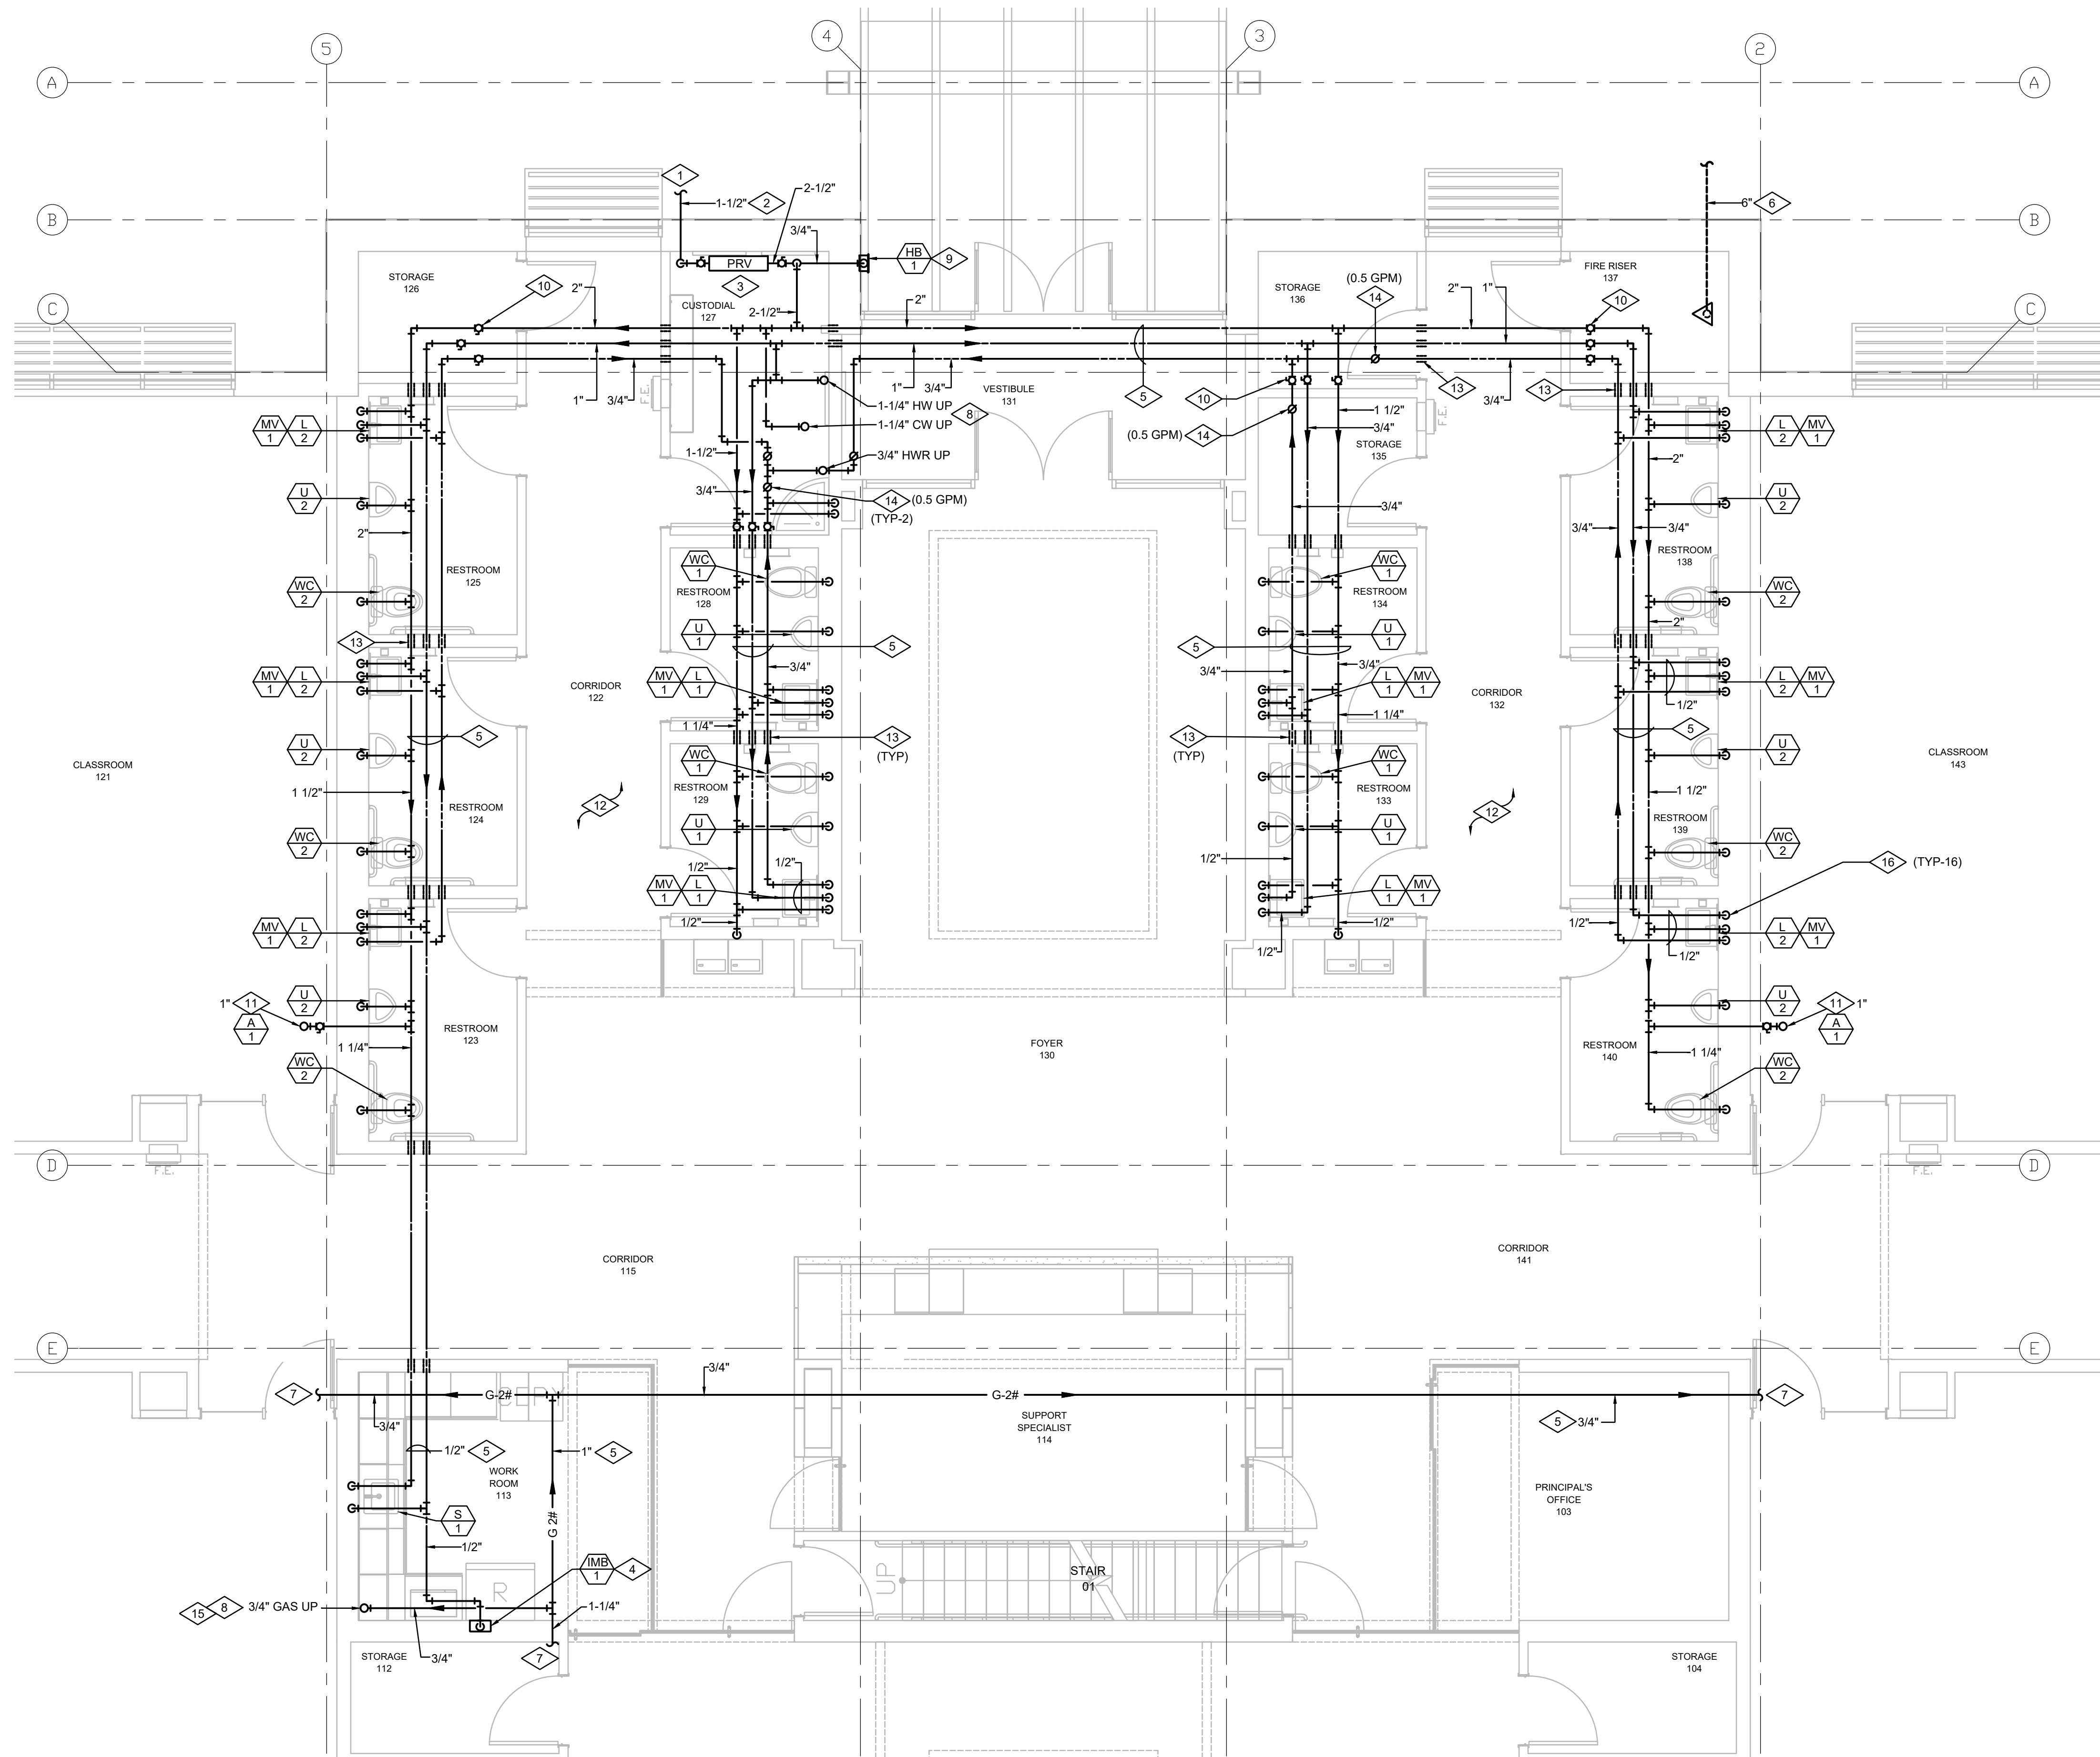 5
4
3
2
A
A
1
1-1/2"
2
2-1/2"
3/4"
6"
6
B
B
HB
1
9
PRV
3
STORAGE
126
10
2"
CUSTODIAL
127
2-1/2"
2"
STORAGE
136
(0.5 GPM)
14
2"
1"
FIRE RISER
137
10
C
C
1"
3/4"
F.E.
1"
3/4"
VESTIBULE
131
5
10
13
3/4"
13
F.E.
1-1/4" HW UP
8
1-1/4" CW UP
3/4" HWR UP
1 1/2"
3/4"
STORAGE
135
(0.5 GPM)
14
MV
1
L
2
L
2
MV
1
1-1/2"
2"
3/4"
14
(0.5 GPM)
(TYP-2)
3/4"
U
2
U
2
2"
3/4"
3/4"
RESTROOM
125
WC
1
RESTROOM
128
WC
1
RESTROOM
134
RESTROOM
138
WC
2
WC
2
2"
13
U
1
5
5
U
1
3/4"
3/4"
3/4"
MV
1
L
2
CORRIDOR
122
MV
1
L
1
L
1
MV
1
CORRIDOR
132
L
2
MV
1
1/2"
1 1/4"
1 1/4"
5
13
(TYP)
13
(TYP)
5
U
2
U
2
CLASSROOM
121
CLASSROOM
143
WC
1
RESTROOM
129
WC
1
RESTROOM
133
1 1/2"
1 1/2"
RESTROOM
124
12
12
RESTROOM
139
U
1
U
1
WC
2
WC
2
1/2"
1/2"
1/2"
16
(TYP-16)
MV
1
L
1
L
1
MV
1
MV
1
L
2
L
2
MV
1
1/2"
1/2"
1/2"
1/2"
1/2"
U
2
U
2
1"
11
A
1
11
1"
A
1
RESTROOM
123
FOYER
130
RESTROOM
140
1 1/4"
1 1/4"
WC
2
WC
2
D
D
F.E.
F.E.
CORRIDOR
115
CORRIDOR
141
E
E
3/4"
7
G-2#
G-2#
7
3/4"
SUPPORT
SPECIALIST
114
5
3/4"
1/2"
5
1"
5
WORK
ROOM
113
PRINCIPAL'S
OFFICE
103
S
1
G 2#
1/2"
IMB
1
4
R
UP
STAIR
01
15
8
3/4" GAS UP
1-1/4"
STORAGE
112
3/4"
7
STORAGE
104